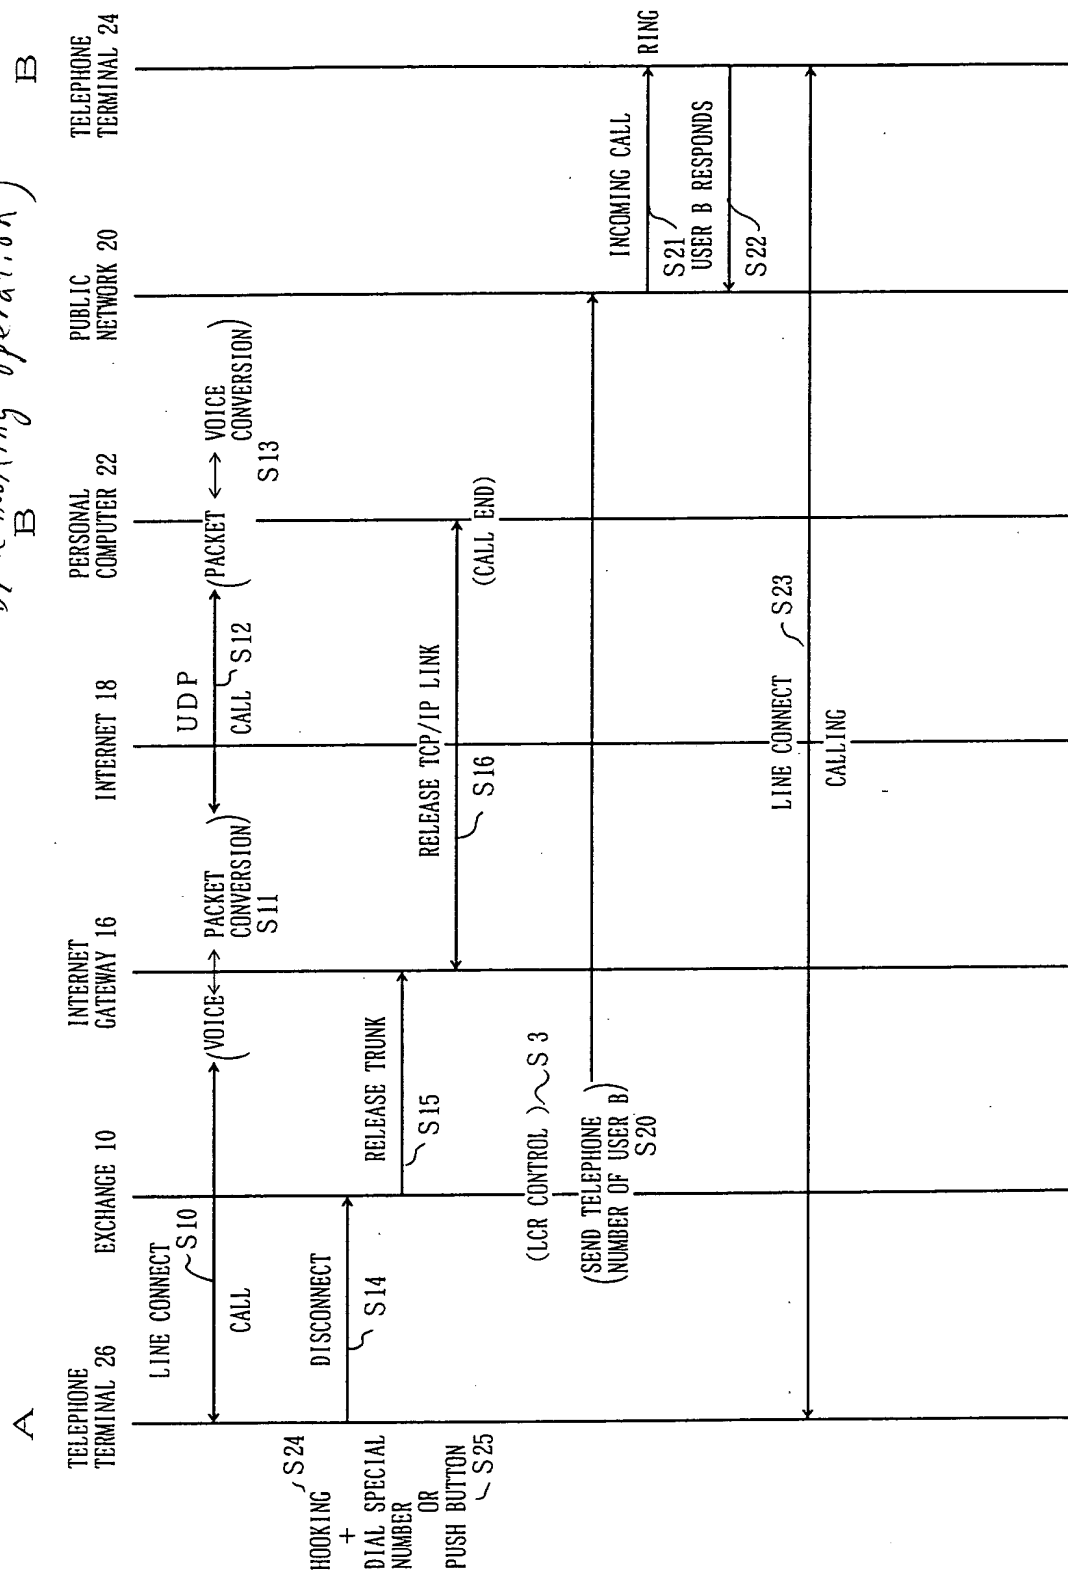 by hooking operation)
A
B
B
TELEPHONE
TERMINAL 26
EXCHANGE 10
INTERNET
GATEWAY 16
INTERNET 18
PERSONAL
COMPUTER 22
PUBLIC
NETWORK 20
TELEPHONE
TERMINAL 24
LINE CONNECT
S10
CALL
(VOICE ↔ PACKET
CONVERSION)
S11
UDP
CALL
S12
(PACKET ↔ VOICE
CONVERSION)
S13
HOOKING
S24
+
DIAL SPECIAL
NUMBER
OR
PUSH BUTTON
S25
DISCONNECT
S14
RELEASE TRUNK
S15
RELEASE TCP/IP LINK
S16
(CALL END)
(LCR CONTROL)
S3
(SEND TELEPHONE
NUMBER OF USER B)
S20
INCOMING CALL
RING
S21
USER B RESPONDS
S22
LINE CONNECT
S23
CALLING